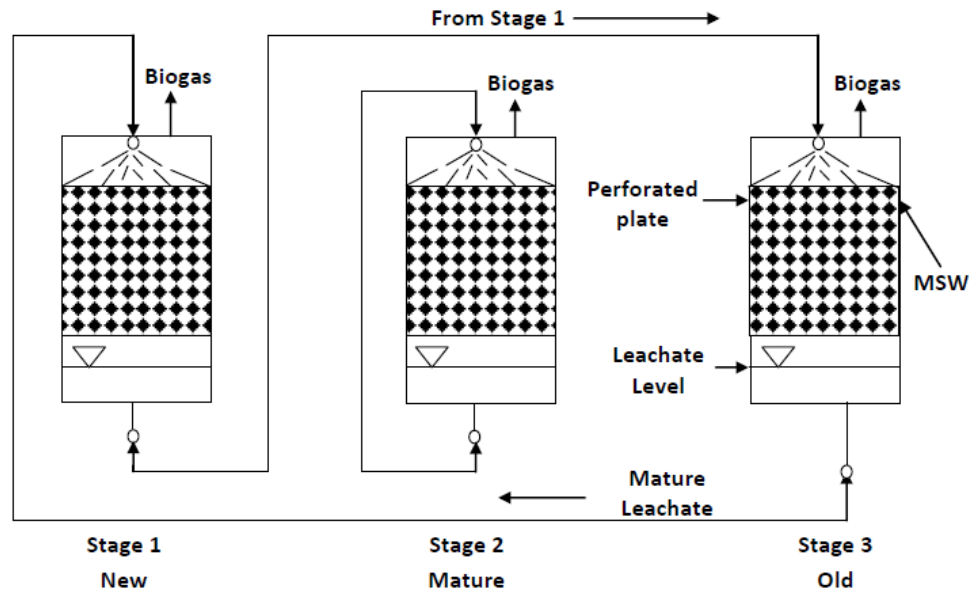 From Stage 1
Biogas
Biogas
Biogas
Perforated
plate
MSW
Leachate
Level
Mature
Leachate
Stage 1
New
Stage 2
Mature
Stage 3
Old